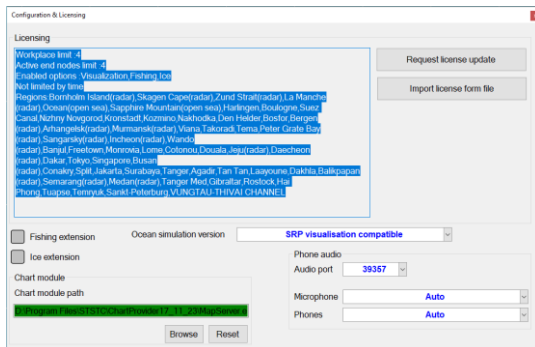 Configuration & Licensing
Licensing
Workplace limit :4
Active end nodes limit :4
Enabled options :Visualization,Fishing,Ice
Not limited by time
Regions:Bornholm Island(radar),Skagen Cape(radar),Zund Strait(radar),La Manche
(radar),Ocean(open sea),Sapphire Mountain(open sea),Harlingen,Boulogne,Suez
Canal,Nizhny Novgorod,Kronstadt,Kozmino,Nakhodka,Den Helder,Bosfor,Bergen
(radar),Arhangelsk(radar),Murmansk(radar),Viana,Takoradi,Tema,Peter Grate Bay
(radar),Sangarsky(radar),Incheon(radar),Wando
(radar),Banjul,Freetown,Monrovia,Lome,Cotonou,Douala,Jeju(radar),Daecheon
(radar),Dakar,Tokyo,Singapore,Busan
(radar),Conakry,Split,Jakarta,Surabaya,Tanger,Agadir,Tan Tan,Laayoune,Dakhla,Balikpapan
(radar),Semarang(radar),Medan(radar),Tanger Med,Gibraltar,Rostock,Hai
Phong,Tuapse,Temryuk,Sankt-Peterburg,VUNGTAU-THIVAI CHANNEL
Request license update
Import license form file
Fishing extension
Ocean simulation version
SRP visualisation compatible
Ice extension
Phone audio
Audio port
39357
Chart module
Chart module path
D:\Program Files\STSTC\ChartProvider17_11_23\MapServer.e
Browse
Reset
Microphone
Auto
Phones
Auto